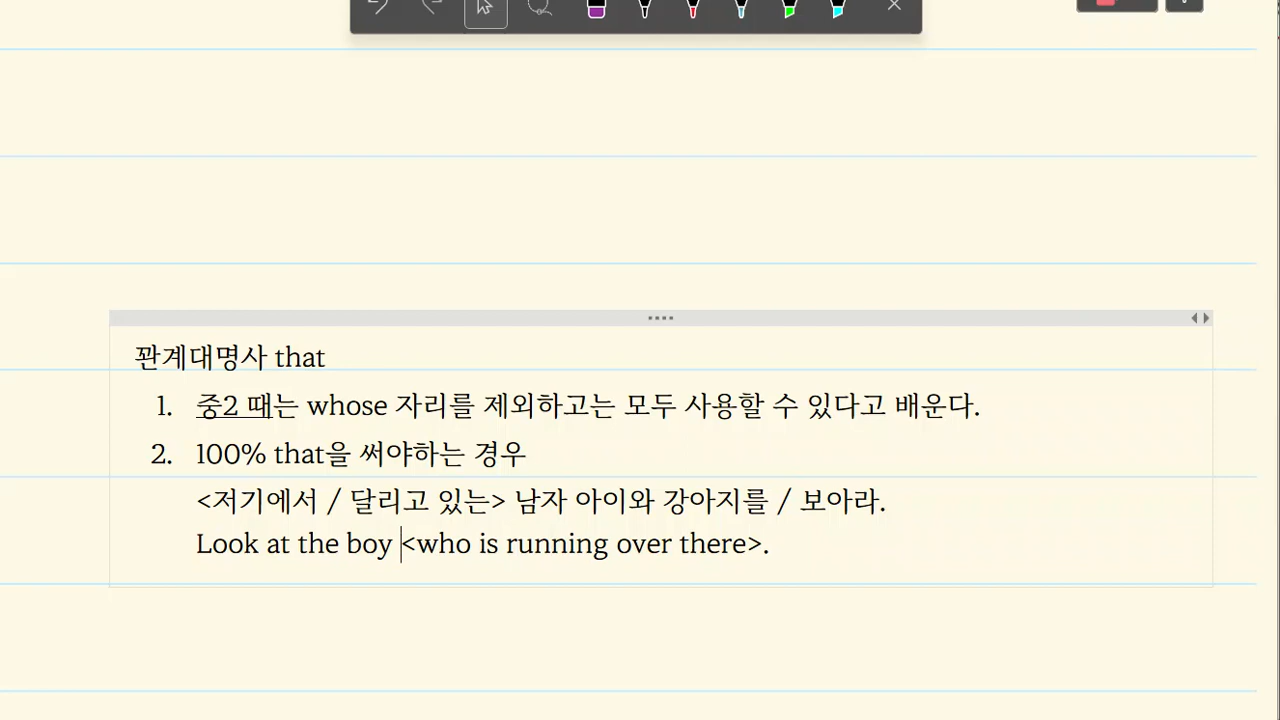 관계대명사 that
1. 중2 때는 whose 자리를 제외하고는 모두 사용할 수 있다고 배운다.
2. 100% that을 써야하는 경우
<저기에서 / 달리고 있는> 남자 아이와 강아지를 / 보아라.
Look at the boy <who is running over there>.